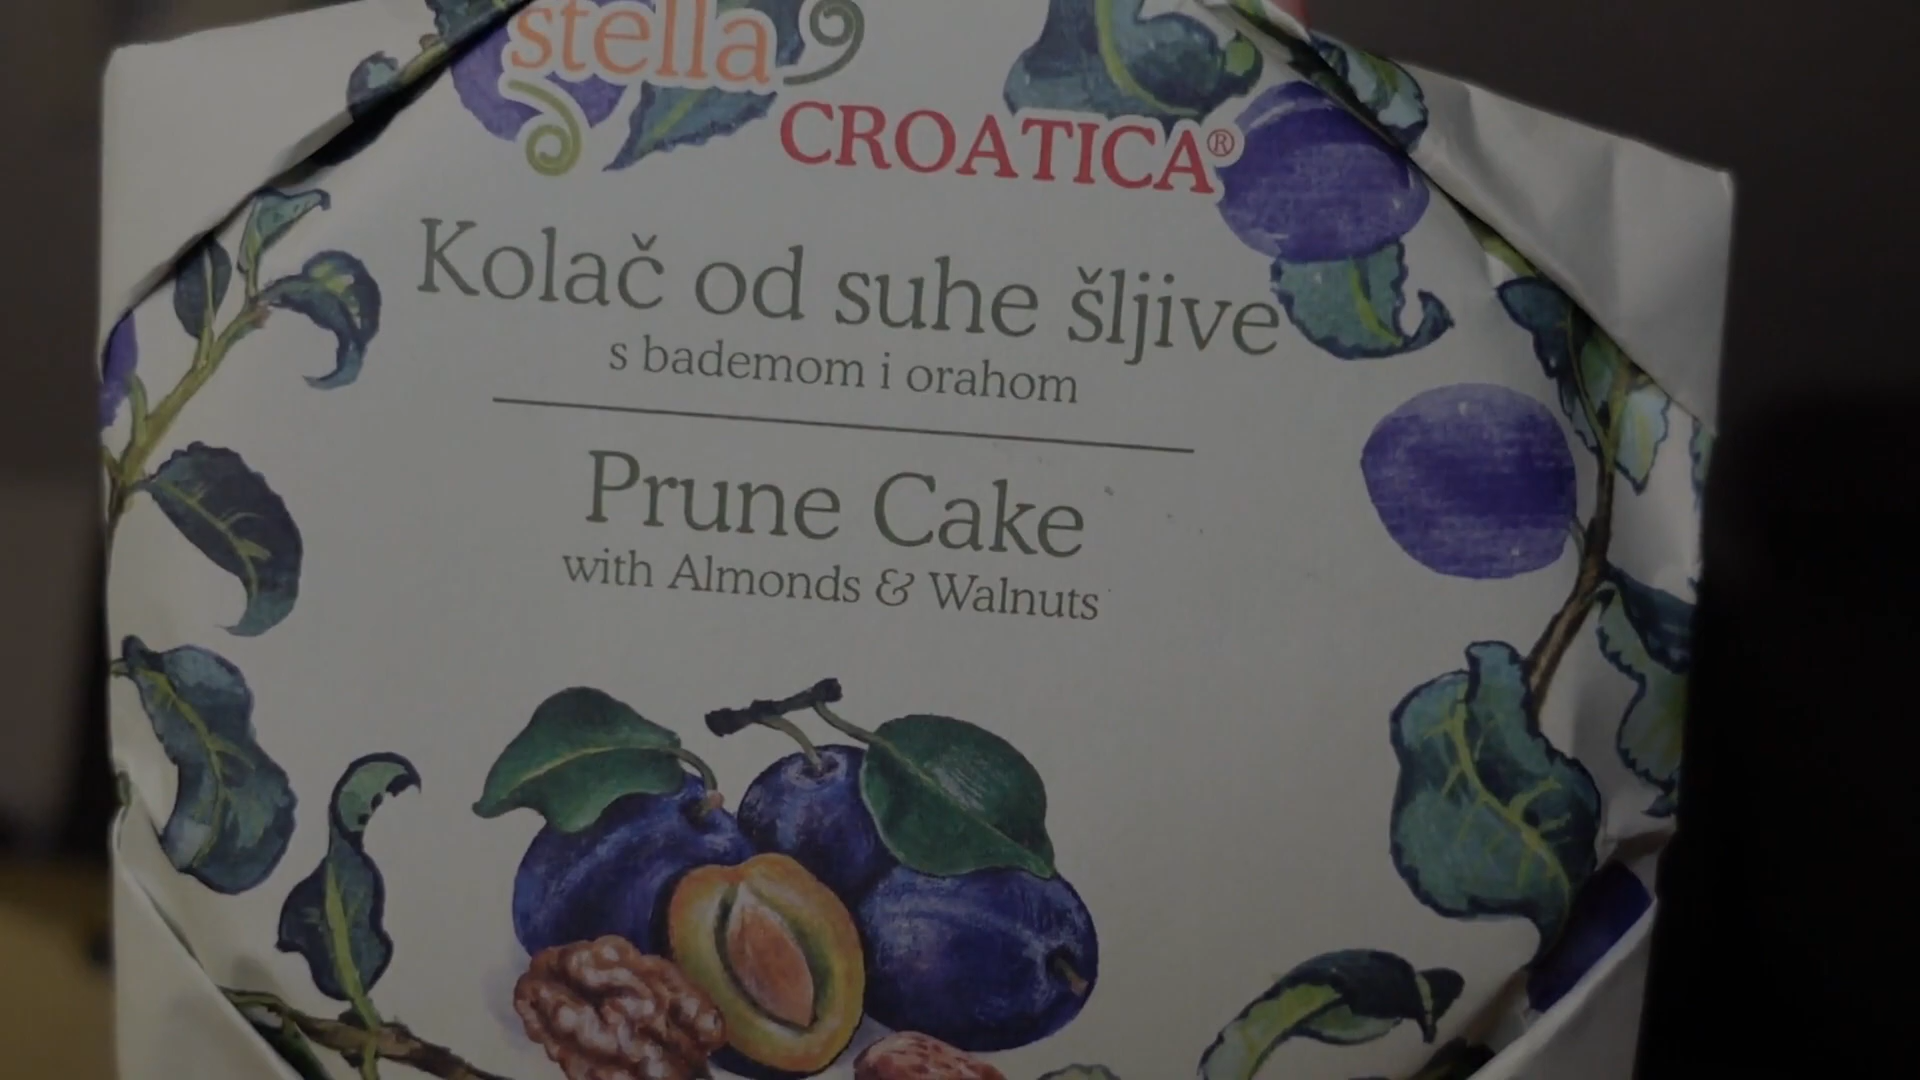 stella
CROATICA®
Kolač od suhe šljive
s bademom i orahom
Prune Cake
with Almonds & Walnuts